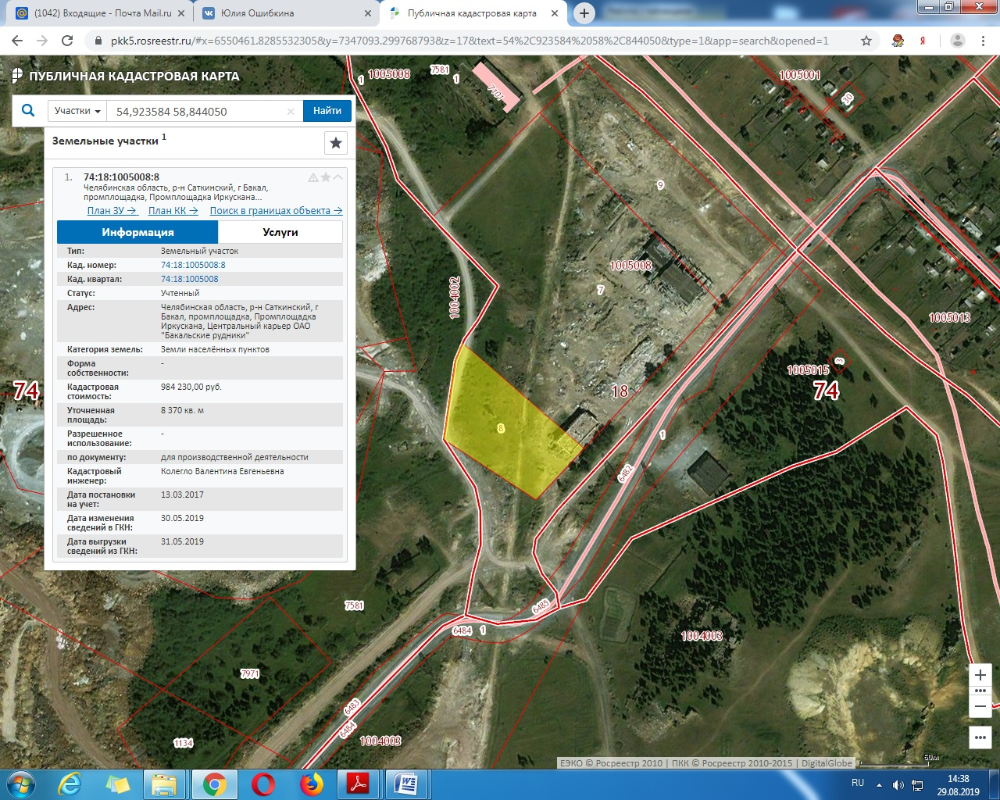 (1042) Входящие - Почта Mail.ru
Юлия Ошибкина
Публичная кадастровая карта
pkk5.rosreestr.ru/#x=6550461.8285532305&y=7347093.299768793&z=17&text=54%2C923584%2058%2C844050&type=1&app=search&opened=1
ПУБЛИЧНАЯ КАДАСТРОВАЯ КАРТА
Участки
54,923584 58,844050
Найти
Земельные участки 1
1. 74:18:1005008:8
Челябинская область, р-н Саткинский, г Бакал,
промплощадка, Промплощадка Иркускана...
План ЗУ → План КК → Поиск в границах объекта →
Информация Услуги
Тип: Земельный участок
Кад. номер: 74:18:1005008:8
Кад. квартал: 74:18:1005008
Статус: Учтенный
Адрес: Челябинская область, р-н Саткинский, г
Бакал, промплощадка, Промплощадка
Иркускана, Центральный карьер ОАО
"Бакальские рудники"
Категория земель: Земли населённых пунктов
Форма -
собственности:
Кадастровая 984 230,00 руб.
стоимость:
Уточненная 8 370 кв. м
площадь:
Разрешенное -
использование:
по документу: для производственной деятельности
Кадастровый Колегло Валентина Евгеньевна
инженер:
Дата постановки 13.03.2017
на учет:
Дата изменения 30.05.2019
сведений в ГКН:
Дата выгрузки 31.05.2019
сведений из ГКН:
1
1005008
7581
1
7107
1005001
30
9
1005008
7
1004002
1005013
1005015
3
74
18
74
8
1
6482
7581
6485
6484
1
7971
1004003
6483
6484
1134
1004003
ЕЭКО © Росреестр 2010 | ПКК © Росреестр 2010-2015 | DigitalGlobe
50м
RU
14:38
29.08.2019